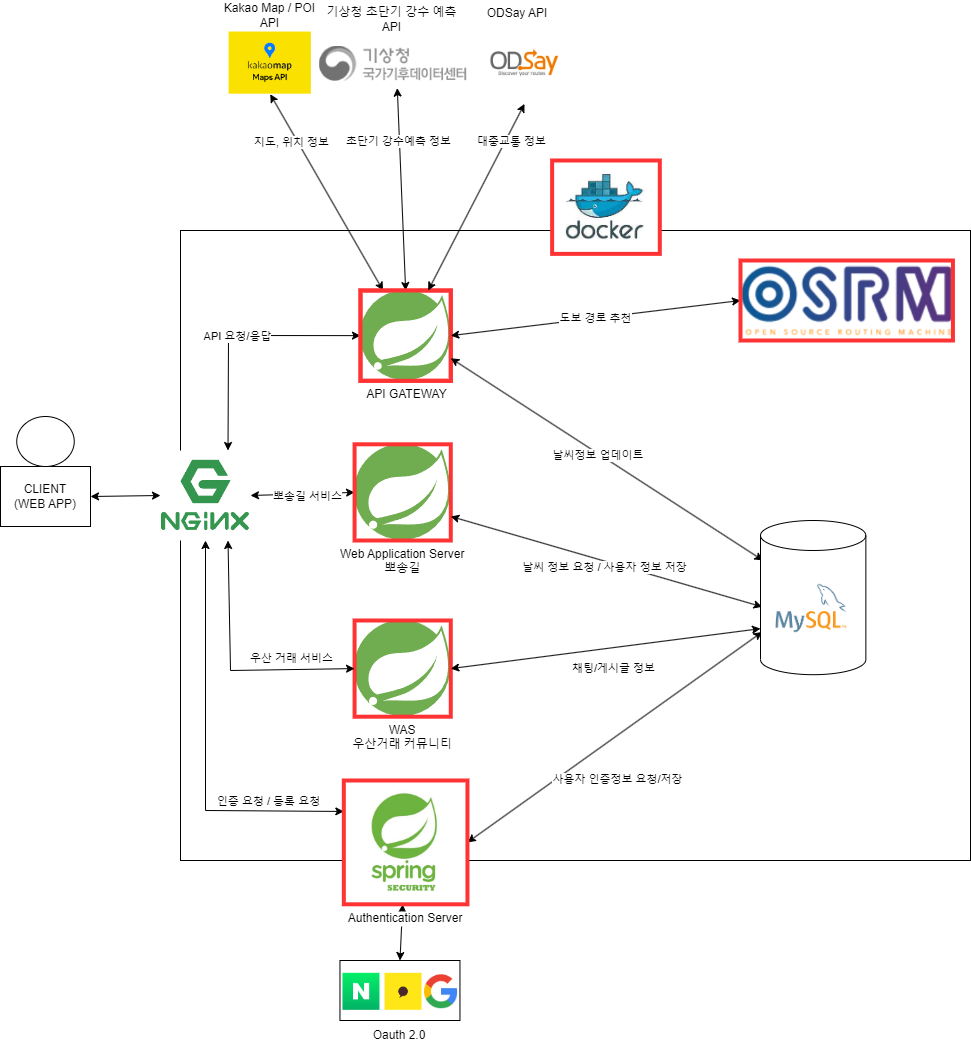 Kakao Map / POI
API
기상청 초단기 강수 예측
API
ODSay API
kakaomap
Maps API
기상청
국가기후데이터센터
ODSay
Discover your routes
지도, 위치 정보
초단기 강수예측 정보
대중교통 정보
docker
OSRM
OPEN SOURCE ROUTING MACHINE
도보 경로 추천
API 요청/응답
API GATEWAY
날씨정보 업데이트
CLIENT
(WEB APP)
NGINX
뽀송길 서비스
Web Application Server
뽀송길
날씨 정보 요청 / 사용자 정보 저장
MySQL
우산 거래 서비스
채팅/게시글 정보
WAS
우산거래 커뮤니티
사용자 인증정보 요청/저장
인증 요청 / 등록 요청
spring
SECURITY
Authentication Server
N
Oauth 2.0